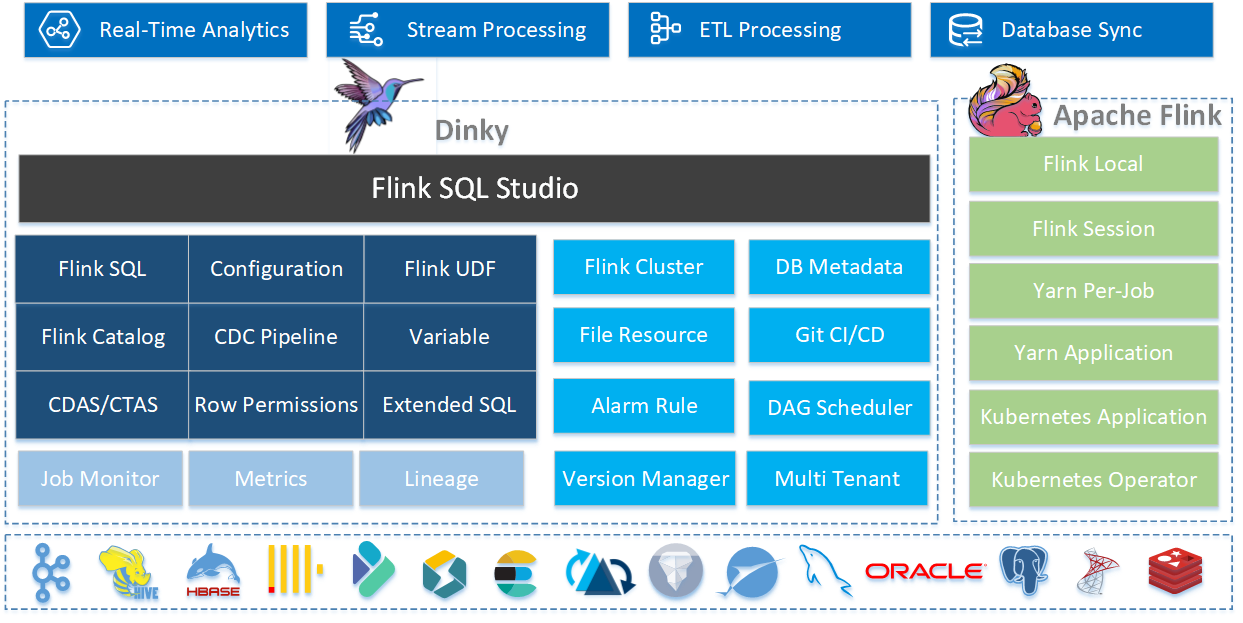 Real-Time Analytics
Stream Processing
ETL Processing
Database Sync
Dinky
Apache Flink
Flink SQL Studio
Flink SQL
Configuration
Flink UDF
Flink Catalog
CDC Pipeline
Variable
CDAS/CTAS
Row Permissions
Extended SQL
Job Monitor
Metrics
Lineage
Flink Cluster
DB Metadata
File Resource
Git CI/CD
Alarm Rule
DAG Scheduler
Version Manager
Multi Tenant
Flink Local
Flink Session
Yarn Per-Job
Yarn Application
Kubernetes Application
Kubernetes Operator
HIVE
HBASE
ORACLE